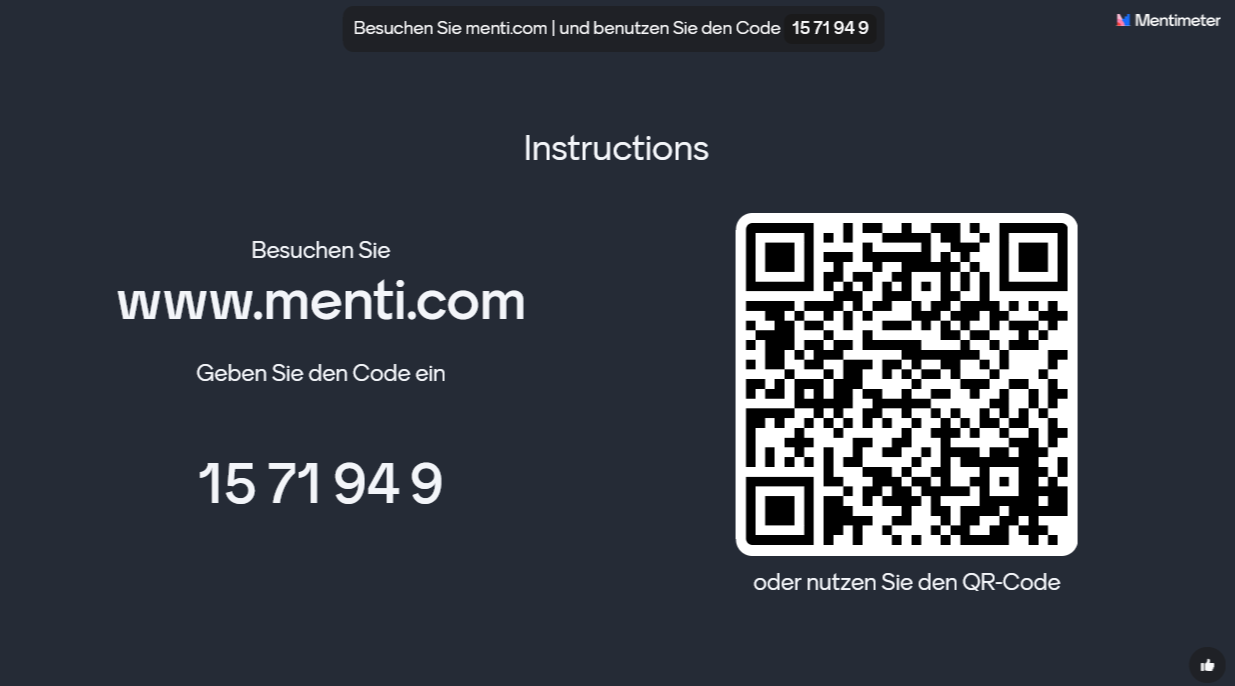 Besuchen Sie menti.com | und benutzen Sie den Code 15 71 94 9
Mentimeter
Instructions
Besuchen Sie
www.menti.com
Geben Sie den Code ein
15 71 94 9
oder nutzen Sie den QR-Code